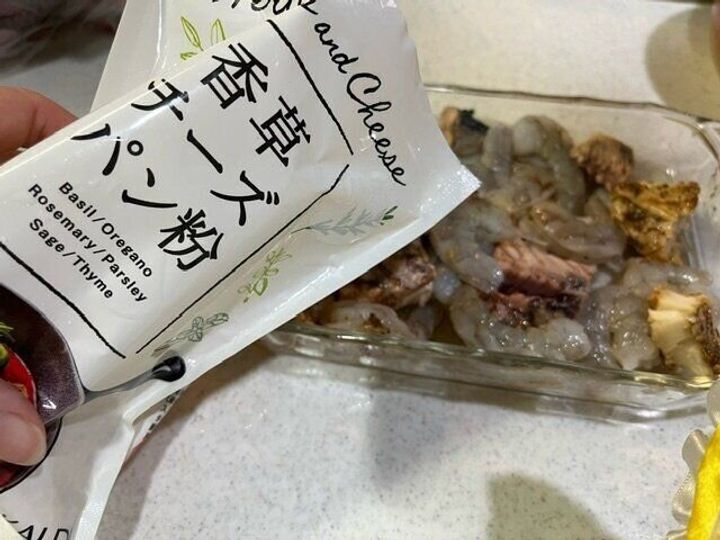 and Cheese
香草
チーズ
パン粉
Basil/Oregano
Rosemary/Parsley
Sage/Thyme